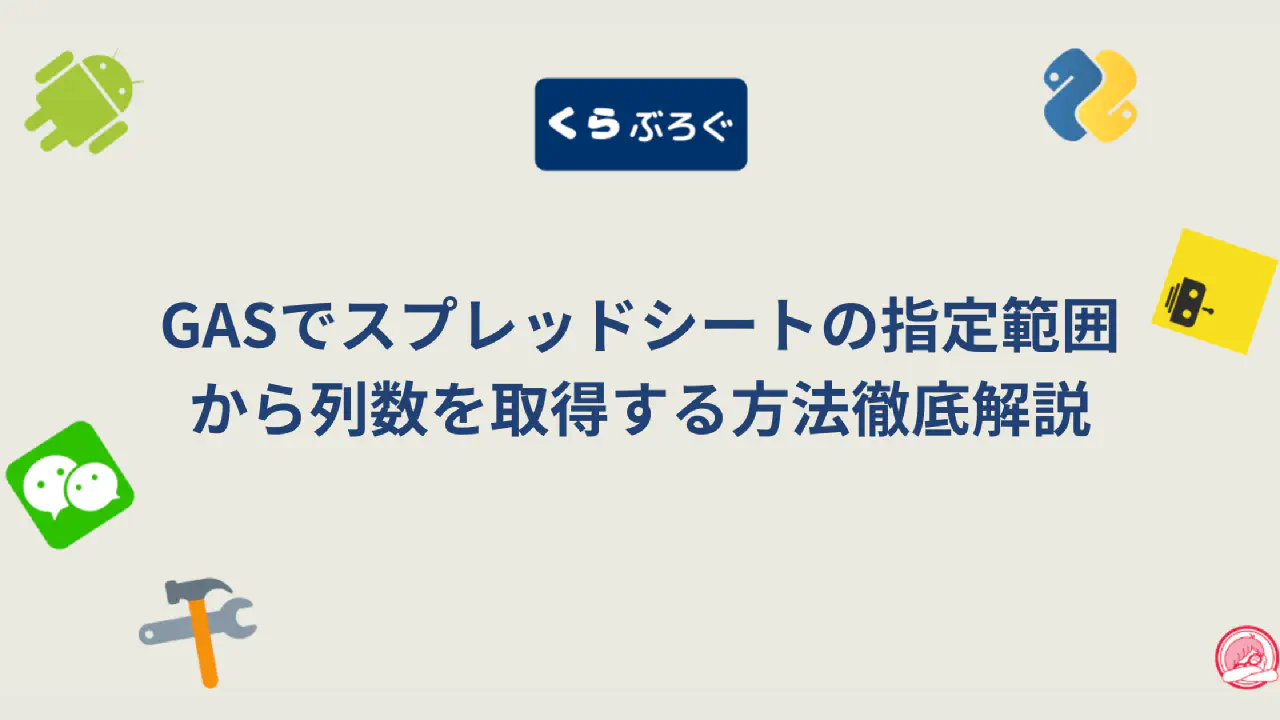 くらぶろぐ
GASでスプレッドシートの指定範囲
から列数を取得する方法徹底解説